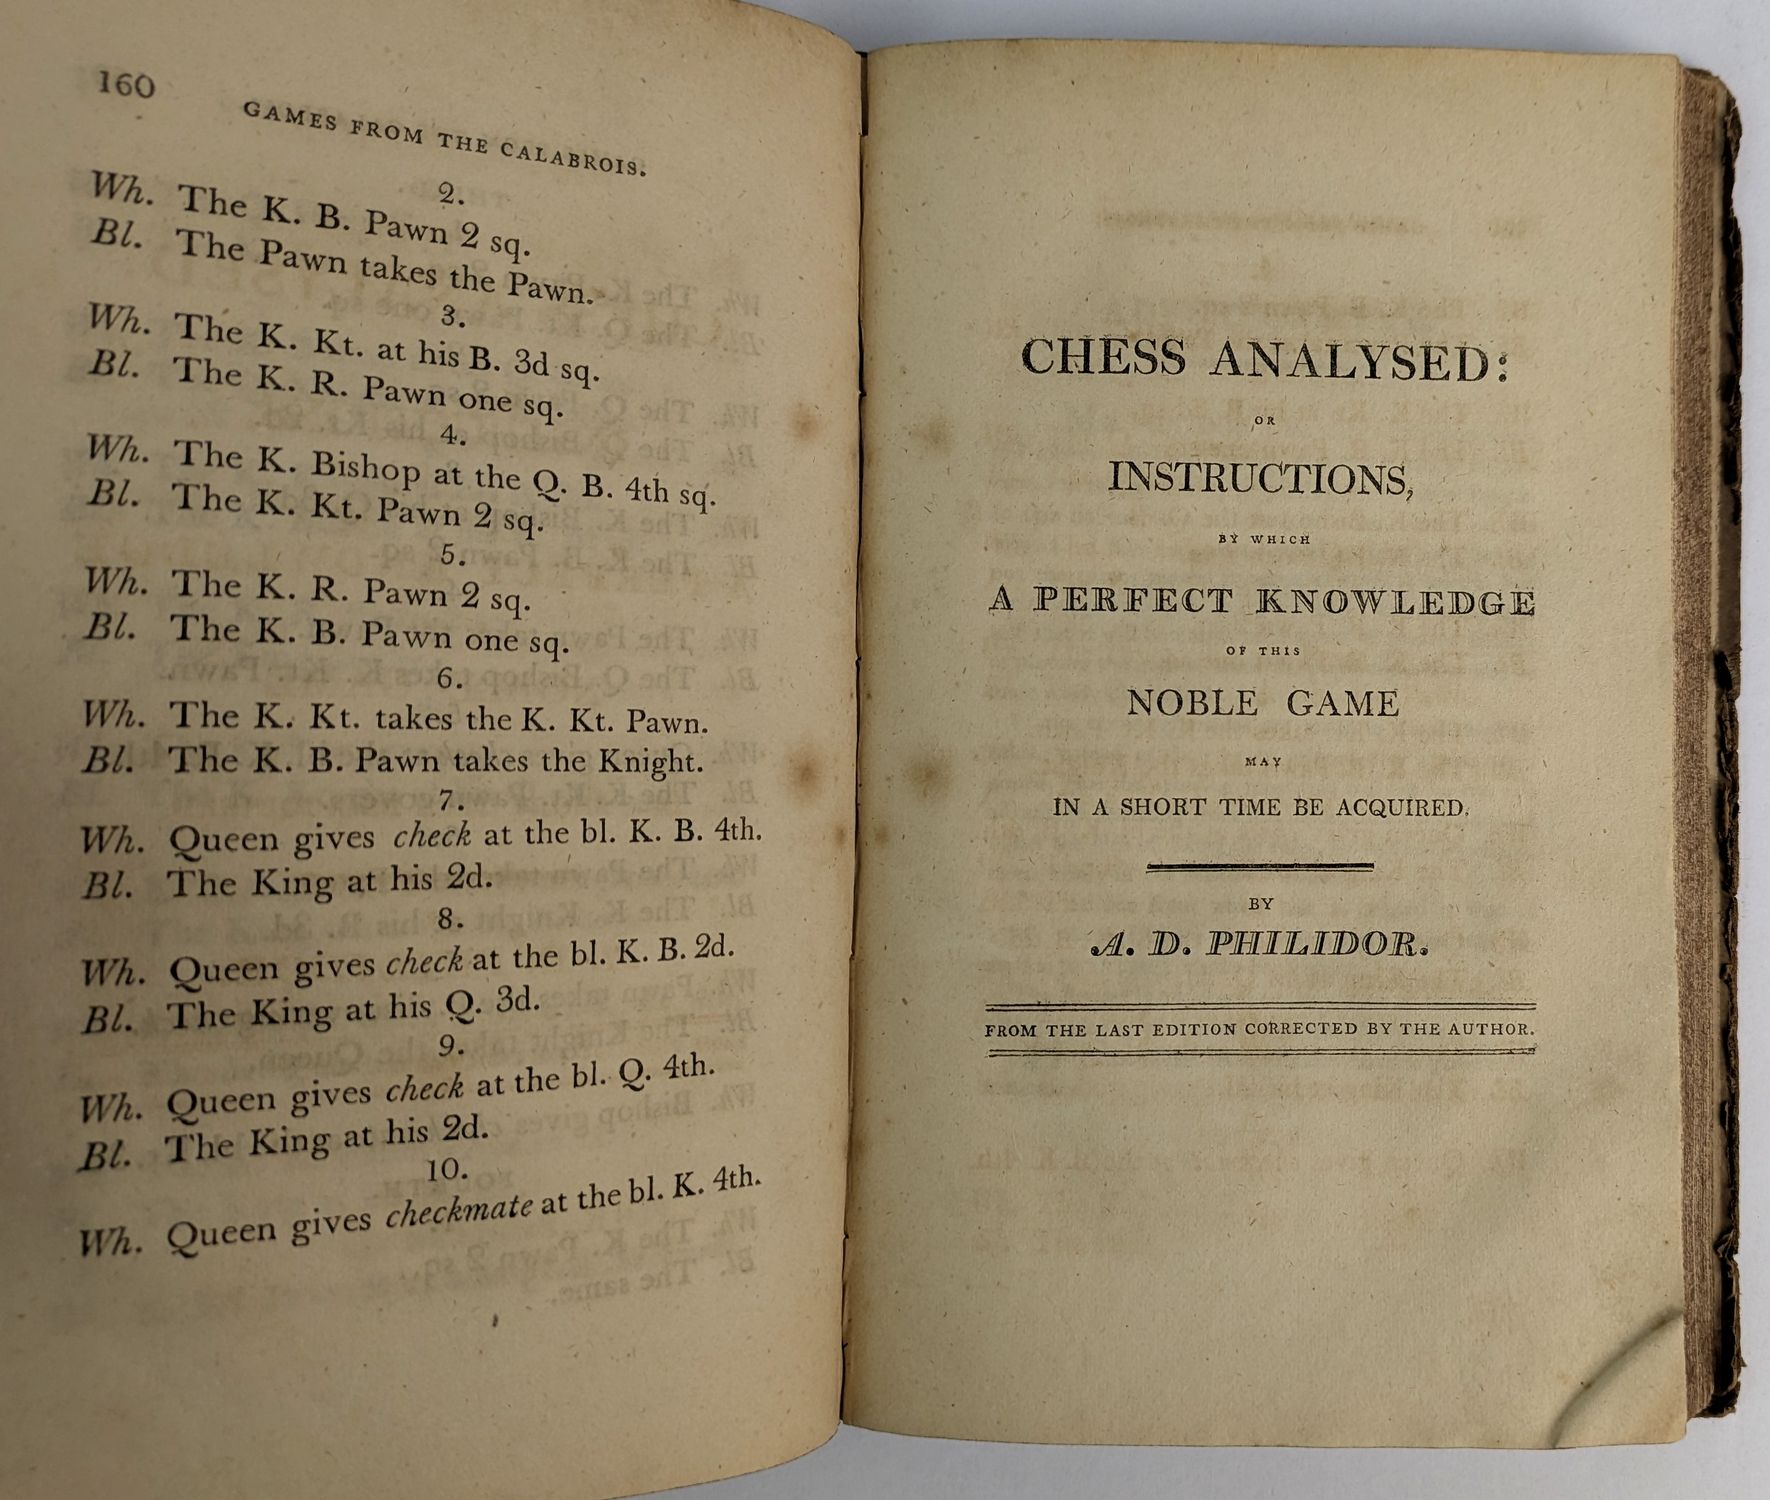 160
GAMES FROM THE CALABROIS.
2.
Wh. The K. B. Pawn 2 sq.
Bl. The Pawn takes the Pawn.
3.
Wh. The K. Kt. at his B. 3d sq.
Bl. The K. R. Pawn one sq.
4.
Wh. The K. Bishop at the Q. B. 4th sq.
Bl. The K. Kt. Pawn 2 sq.
5.
Wh. The K. R. Pawn 2 sq.
Bl. The K. B. Pawn one sq.
6.
Wh. The K. Kt. takes the K. Kt. Pawn.
Bl. The K. B. Pawn takes the Knight.
7.
Wh. Queen gives check at the bl. K. B. 4th.
Bl. The King at his 2d.
8.
Wh. Queen gives check at the bl. K. B. 2d.
Bl. The King at his Q. 3d.
9.
Wh. Queen gives check at the bl. Q. 4th.
Bl. The King at his 2d.
10.
Wh. Queen gives checkmate at the bl. K. 4th.
CHESS ANALYSED:
OR
INSTRUCTIONS,
BY WHICH
A PERFECT KNOWLEDGE
OF THIS
NOBLE GAME
MAY
IN A SHORT TIME BE ACQUIRED.
BY
A. D. PHILIDOR.
FROM THE LAST EDITION CORRECTED BY THE AUTHOR.